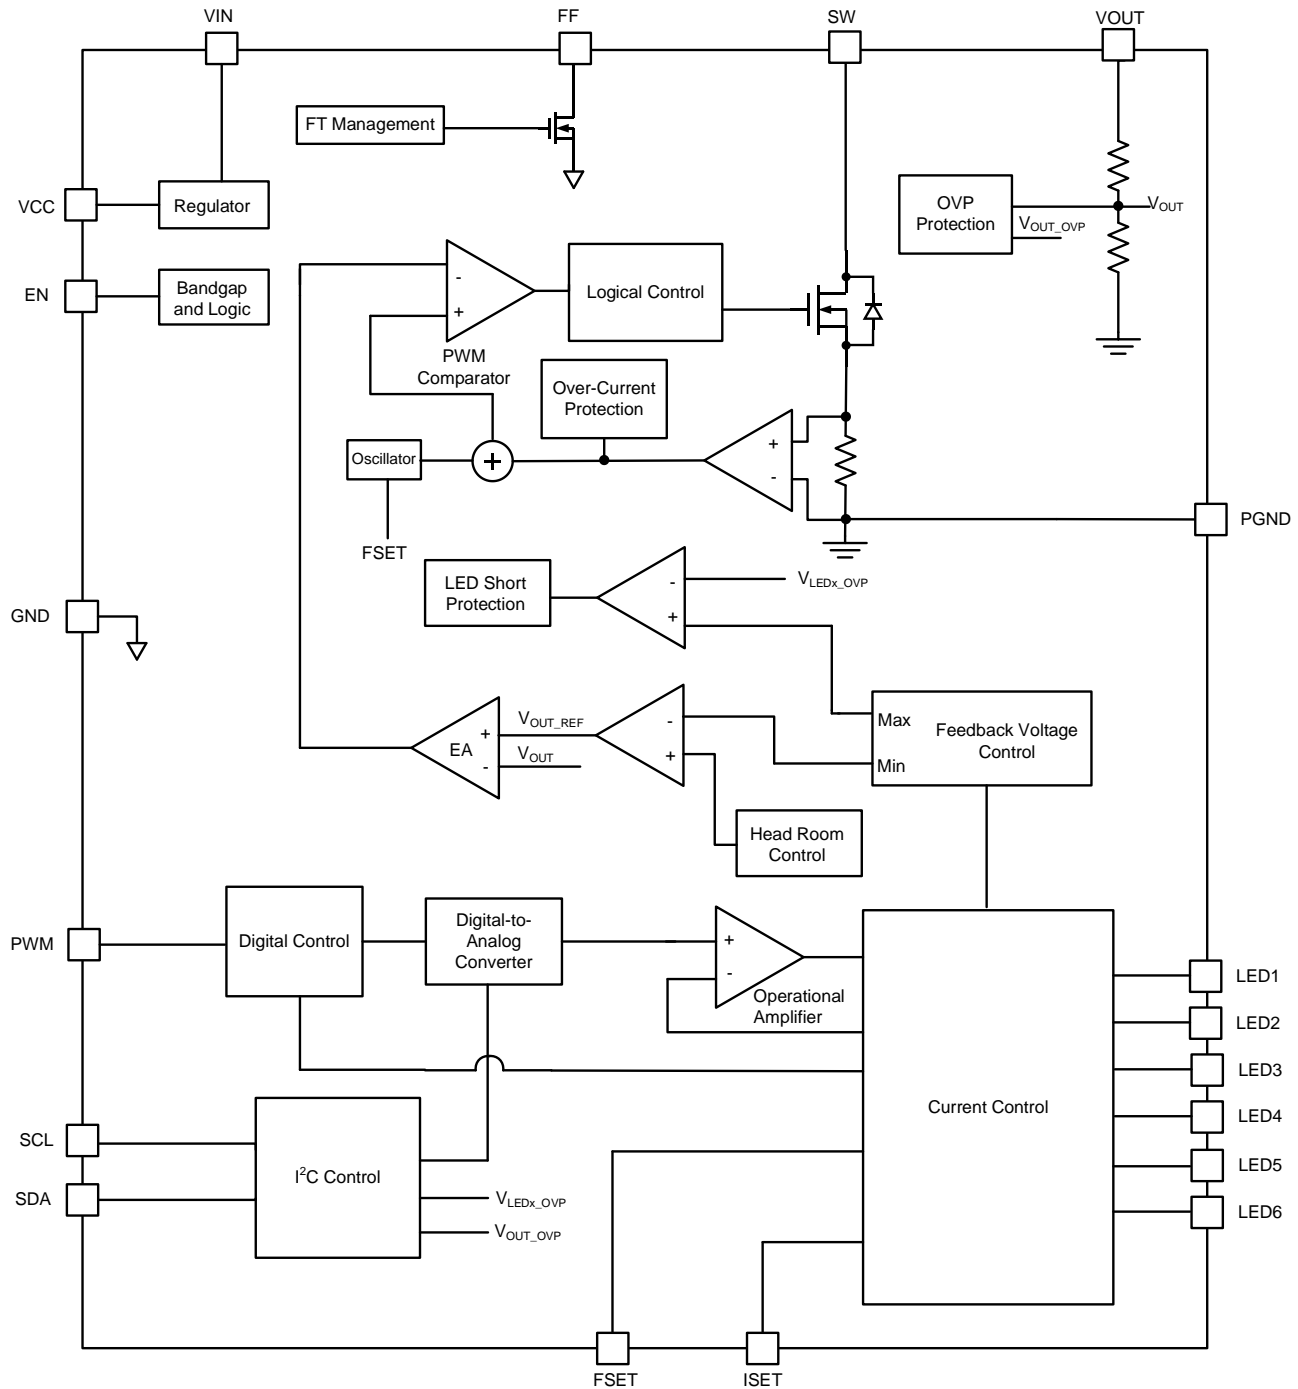 VIN
FF
SW
VOUT
FT Management
VCC
Regulator
OVP
Protection
VOUT
VOUT_OVP
EN
Bandgap
and Logic
-
+
Logical Control
PWM
Comparator
Over-Current
Protection
Oscillator
+
+
-
FSET
PGND
LED Short
Protection
-
+
VLEDx_OVP
GND
EA
+
-
VOUT_REF
VOUT
-
+
Max
Min
Feedback Voltage
Control
Head Room
Control
PWM
Digital Control
Digital-to-
Analog
Converter
+
-
Operational
Amplifier
LED1
LED2
LED3
LED4
LED5
LED6
Current Control
SCL
SDA
I²C Control
VLEDx_OVP
VOUT_OVP
FSET
ISET